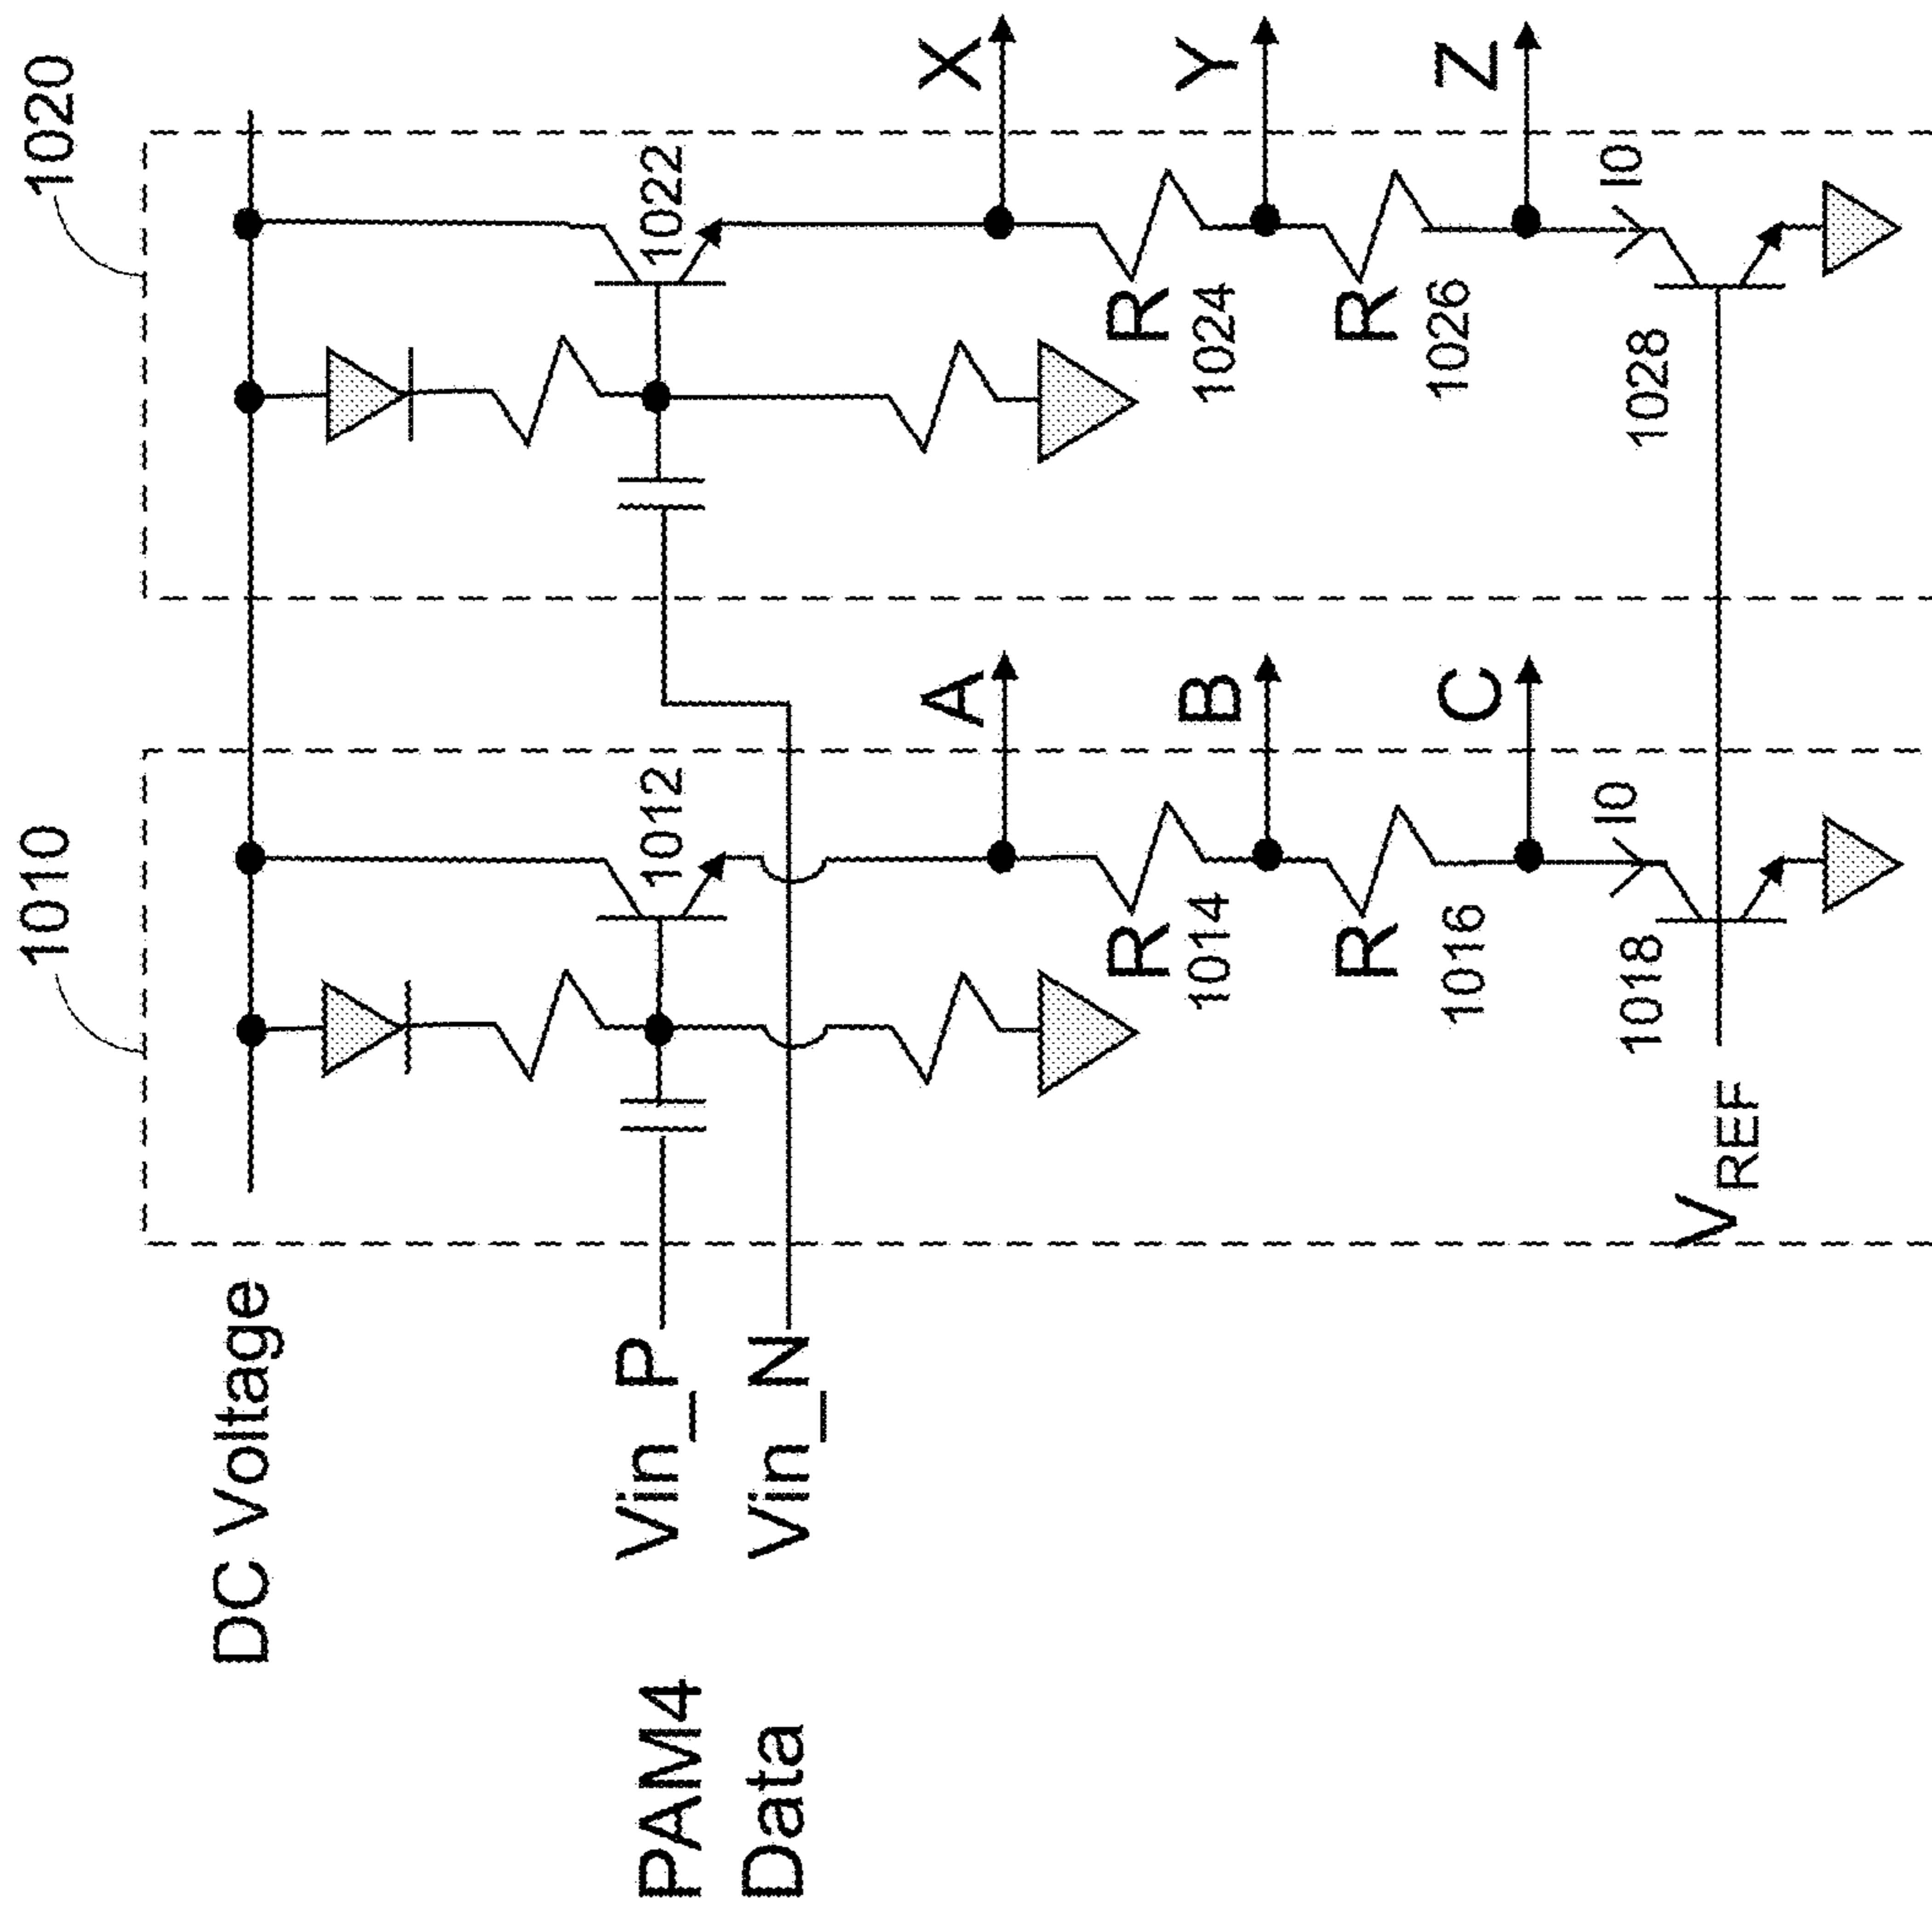 1010
1020
DC Voltage
PAM4
Data
Vin_P
Vin_N
1012
1022
A
X
R
1014
R
1024
B
Y
R
1016
R
1026
C
Z
I0
I0
1018
1028
VREF